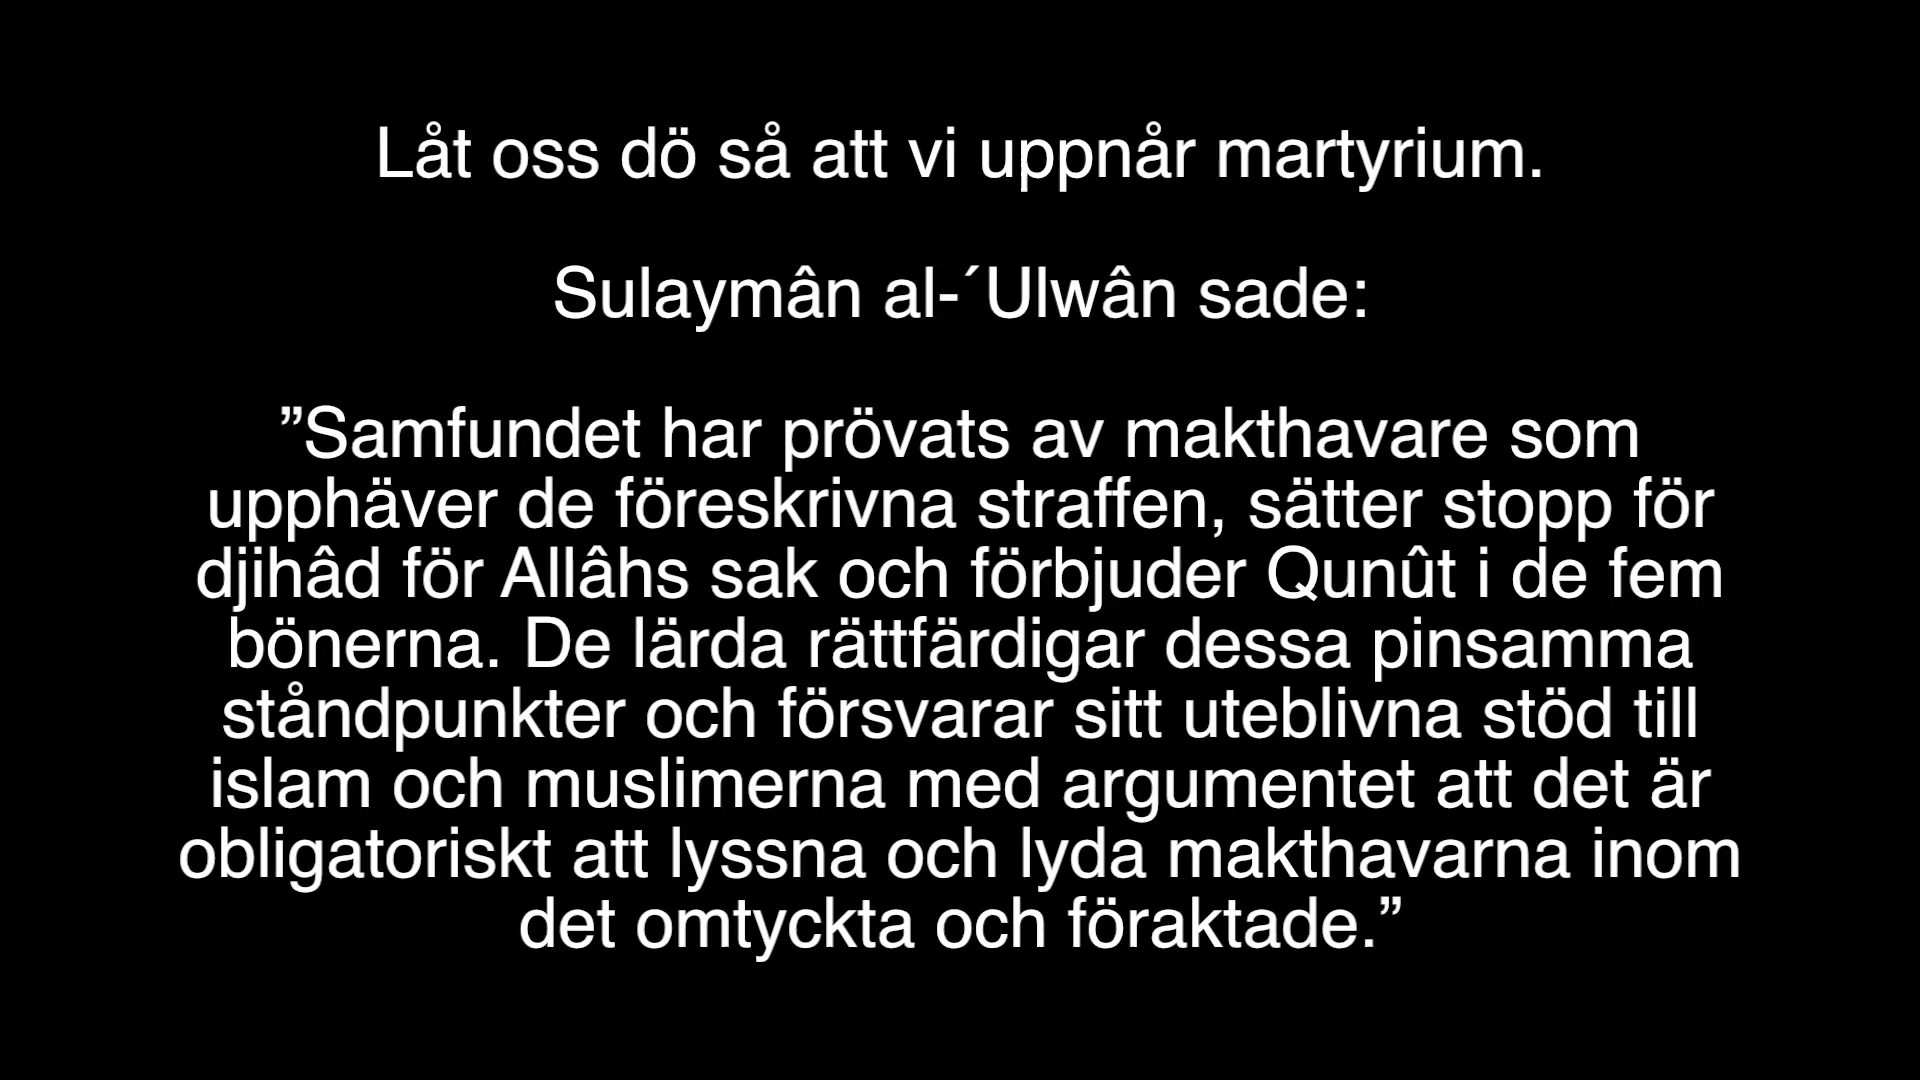 Låt oss dö så att vi uppnår martyrium.
Sulaymân al-´Ulwân sade:
”Samfundet har prövats av makthavare som
upphäver de föreskrivna straffen, sätter stopp för
djihâd för Allâhs sak och förbjuder Qunût i de fem
bönerna. De lärda rättfärdigar dessa pinsamma
ståndpunkter och försvarar sitt uteblivna stöd till
islam och muslimerna med argumentet att det är
obligatoriskt att lyssna och lyda makthavarna inom
det omtyckta och föraktade.”